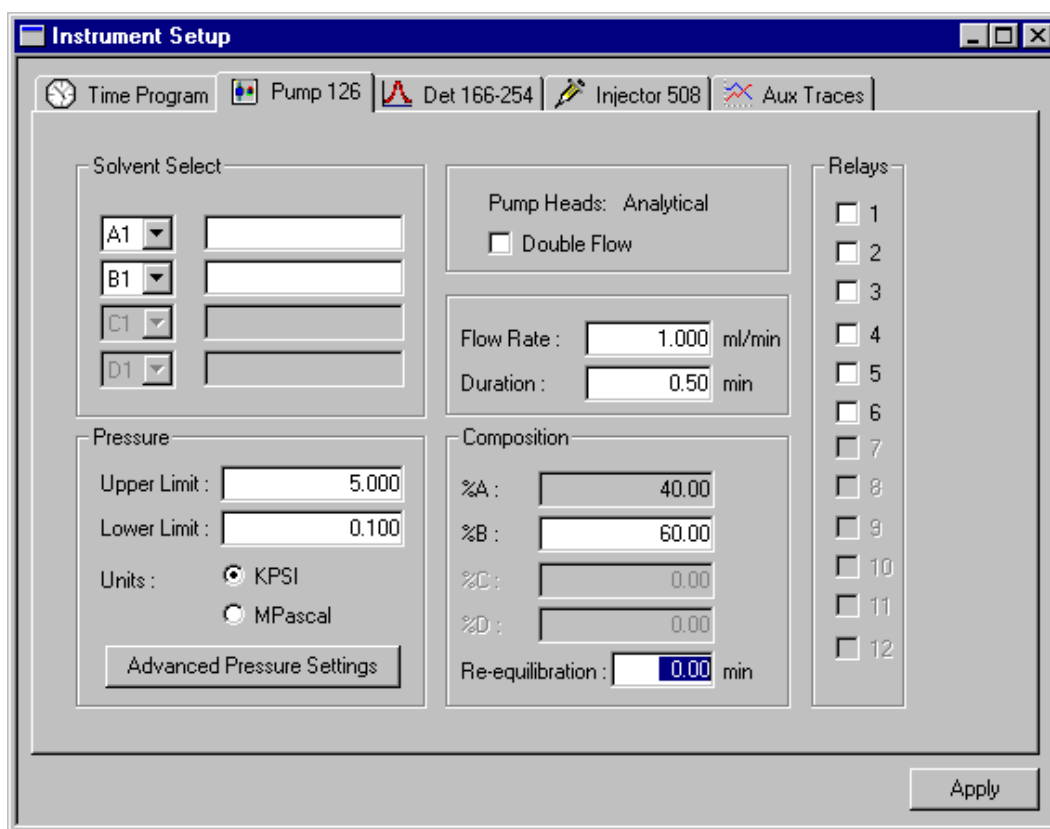 Instrument Setup
Time Program Pump 126 Det 166-254 Injector 508 Aux Traces
Solvent Select
A1
B1
C1
D1
Pump Heads: Analytical
Double Flow
Flow Rate : 1.000 ml/min
Duration : 0.50 min
Pressure
Upper Limit : 5.000
Lower Limit : 0.100
Units : KPSI
MPascal
Advanced Pressure Settings
Composition
%A : 40.00
%B : 60.00
%C : 0.00
%D : 0.00
Re-equilibration : 0.00 min
Relays
1
2
3
4
5
6
7
8
9
10
11
12
Apply